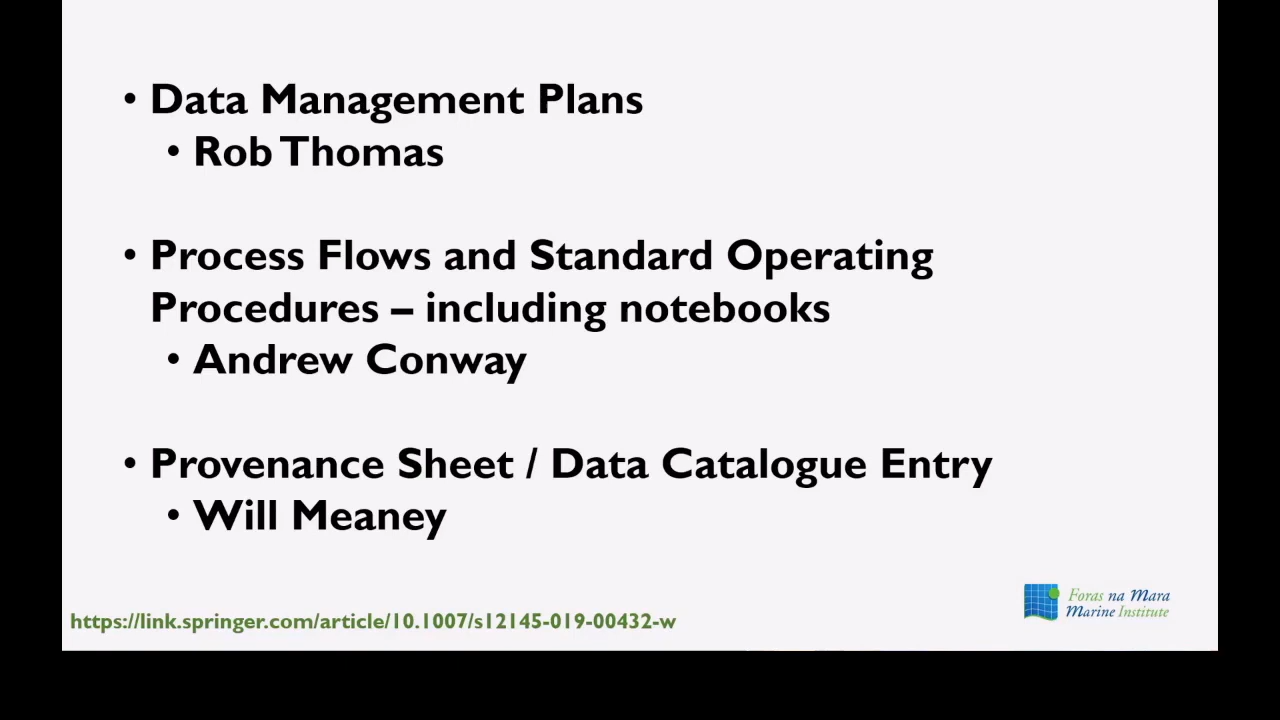 • Data Management Plans
• Rob Thomas
• Process Flows and Standard Operating
Procedures – including notebooks
• Andrew Conway
• Provenance Sheet / Data Catalogue Entry
• Will Meaney
https://link.springer.com/article/10.1007/s12145-019-00432-w
Foras na Mara
Marine Institute